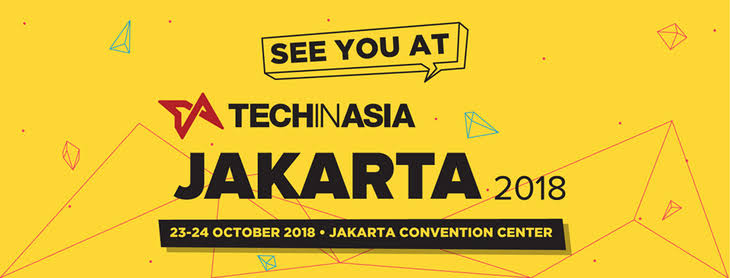 SEE YOU AT
TECHINASIA
JAKARTA 2018
23-24 OCTOBER 2018 • JAKARTA CONVENTION CENTER